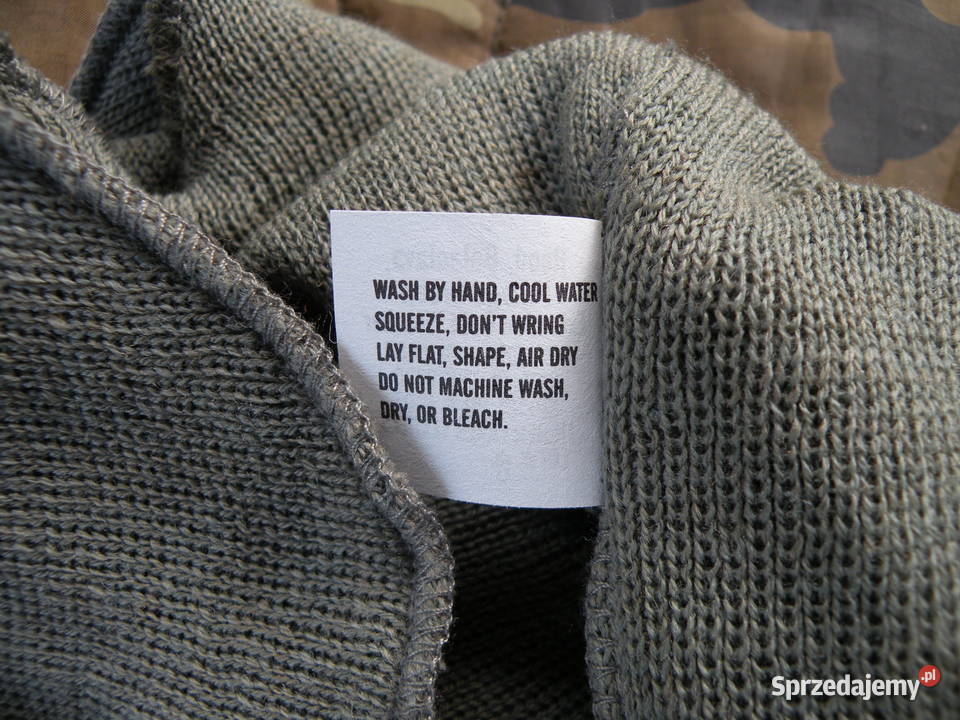 WASH BY HAND, COOL WATER
SQUEEZE, DON'T WRING
LAY FLAT, SHAPE, AIR DRY
DO NOT MACHINE WASH,
DRY, OR BLEACH.
Sprzedajemy.pl